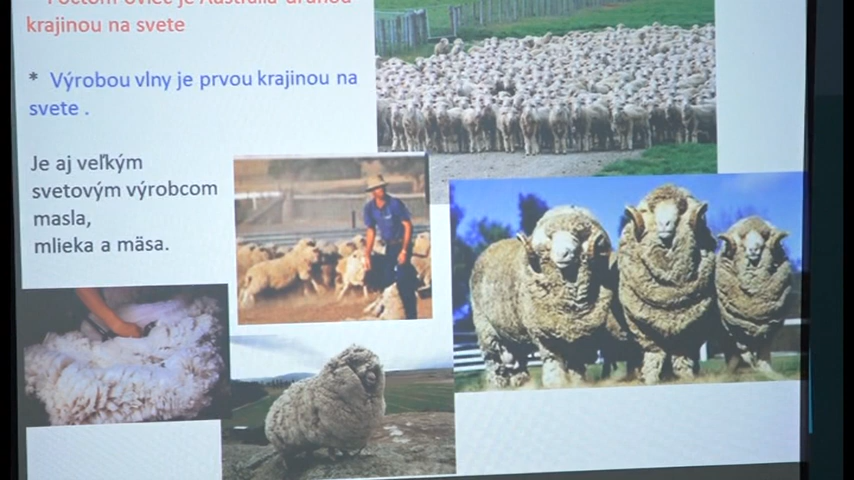 * Počtom oviec je Austrália druhou
krajinou na svete
* Výrobou vlny je prvou krajinou na
svete .
Je aj veľkým
svetovým výrobcom
masla,
mlieka a mäsa.